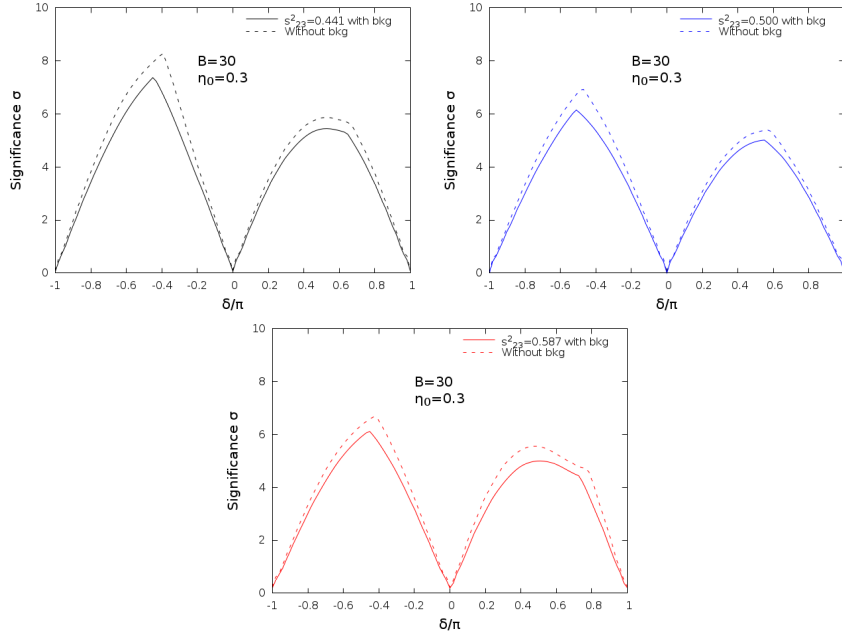 s²₂₃=0.441 with bkg
Without bkg
B=30
η₀=0.3
Significance σ
10
8
6
4
2
0
-1 -0.8 -0.6 -0.4 -0.2 0 0.2 0.4 0.6 0.8 1
δ/π
s²₂₃=0.500 with bkg
Without bkg
B=30
η₀=0.3
Significance σ
10
8
6
4
2
0
-1 -0.8 -0.6 -0.4 -0.2 0 0.2 0.4 0.6 0.8 1
δ/π
s²₂₃=0.587 with bkg
Without bkg
B=30
η₀=0.3
Significance σ
10
8
6
4
2
0
-1 -0.8 -0.6 -0.4 -0.2 0 0.2 0.4 0.6 0.8 1
δ/π